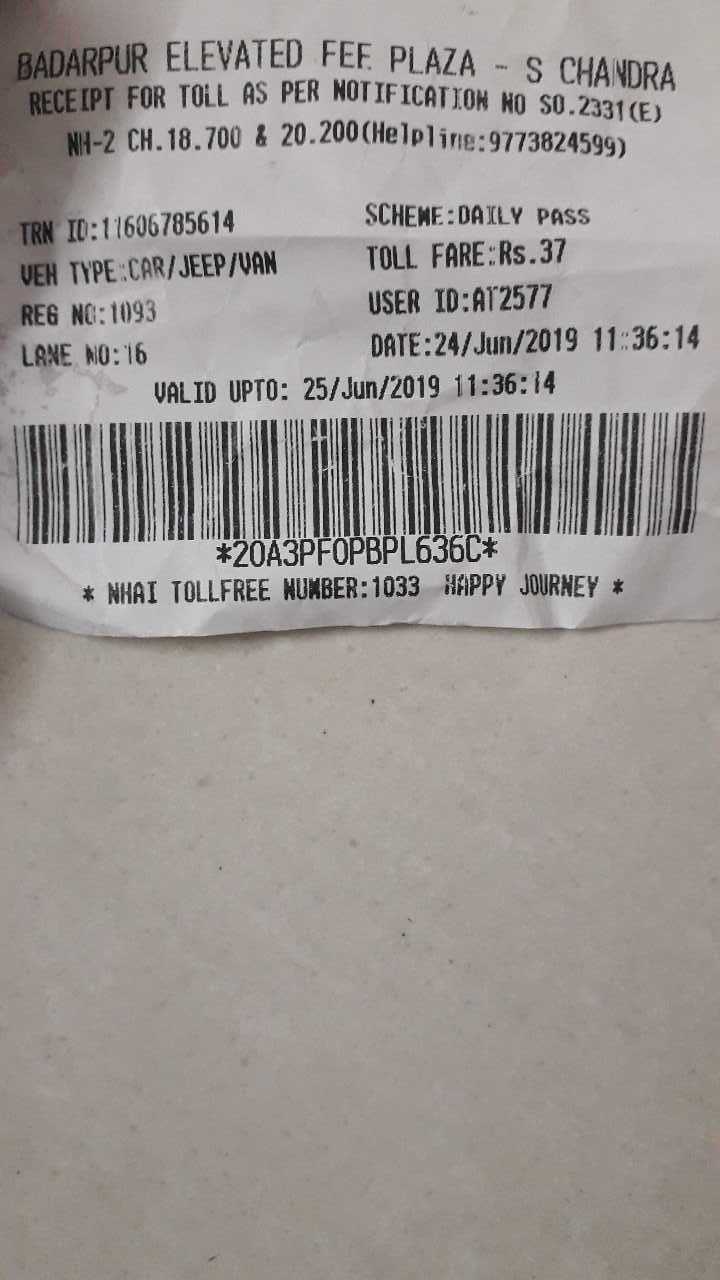 BADARPUR ELEVATED FEE PLAZA - S CHANDRA
RECEIPT FOR TOLL AS PER NOTIFICATION NO SO.2331(E)
NH-2 CH.18.700 & 20.200(Helpline:9773824599)
TRN ID:11606785614 SCHEME:DAILY PASS
VEH TYPE:CAR/JEEP/VAN TOLL FARE:Rs.37
REG NO:1093 USER ID:AT2577
LANE NO:16 DATE:24/Jun/2019 11:36:14
VALID UPTO: 25/Jun/2019 11:36:14
*20A3PFOPBPL636C*
* NHAI TOLLFREE NUMBER:1033 HAPPY JOURNEY *